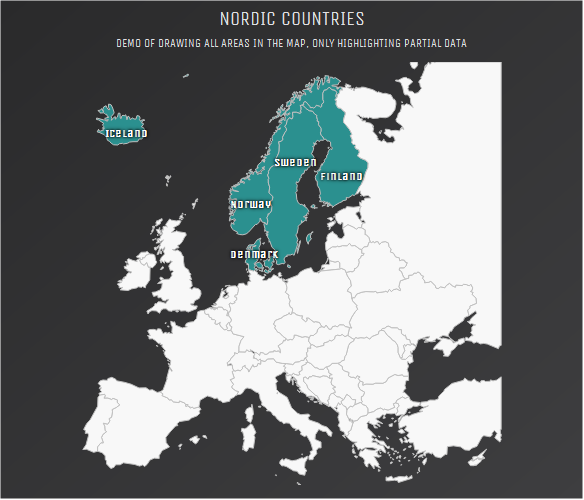 NORDIC COUNTRIES
DEMO OF DRAWING ALL AREAS IN THE MAP, ONLY HIGHLIGHTING PARTIAL DATA
Iceland
Sweden
Finland
Norway
Denmark